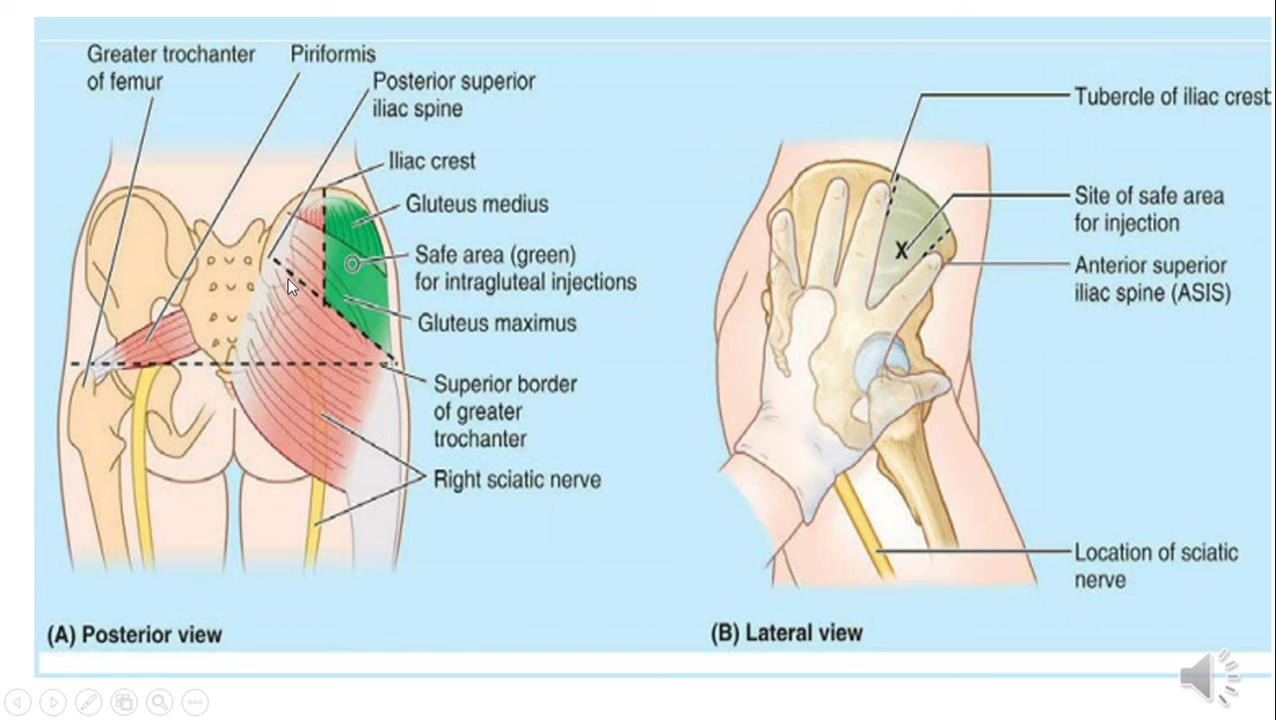 Greater trochanter
of femur
Piriformis
Posterior superior
iliac spine
Iliac crest
Gluteus medius
Safe area (green)
for intragluteal injections
Gluteus maximus
Superior border
of greater
trochanter
Right sciatic nerve
(A) Posterior view
Tubercle of iliac crest
Site of safe area
for injection
X
Anterior superior
iliac spine (ASIS)
Location of sciatic
nerve
(B) Lateral view